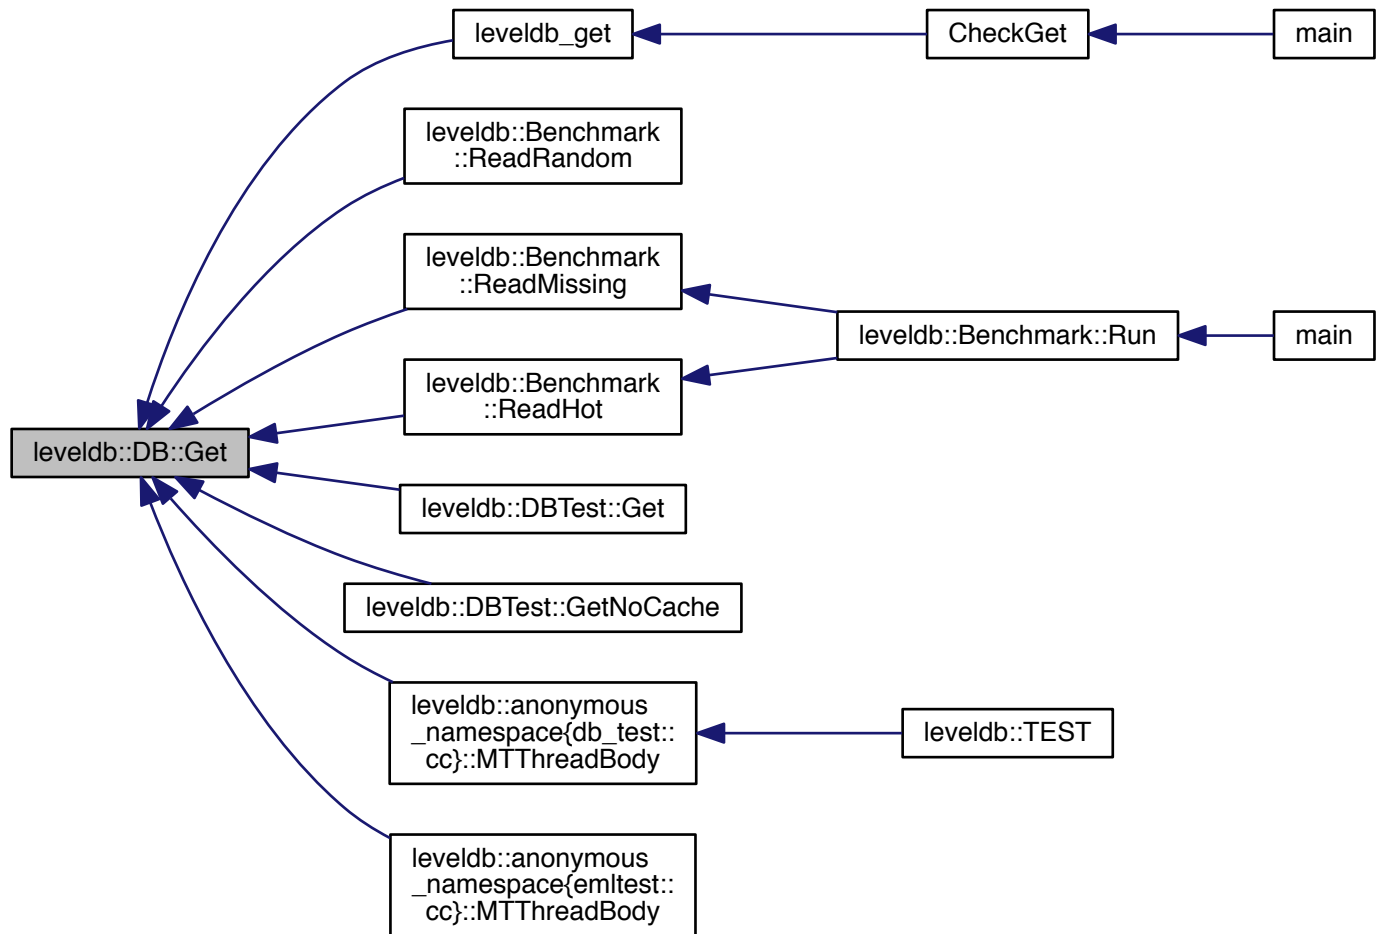 leveldb_get
CheckGet
main
leveldb::Benchmark
::ReadRandom
leveldb::Benchmark
::ReadMissing
leveldb::Benchmark::Run
main
leveldb::Benchmark
::ReadHot
leveldb::DB::Get
leveldb::DBTest::Get
leveldb::DBTest::GetNoCache
leveldb::anonymous
_namespace{db_test::
cc}::MTThreadBody
leveldb::TEST
leveldb::anonymous
_namespace{emltest::
cc}::MTThreadBody